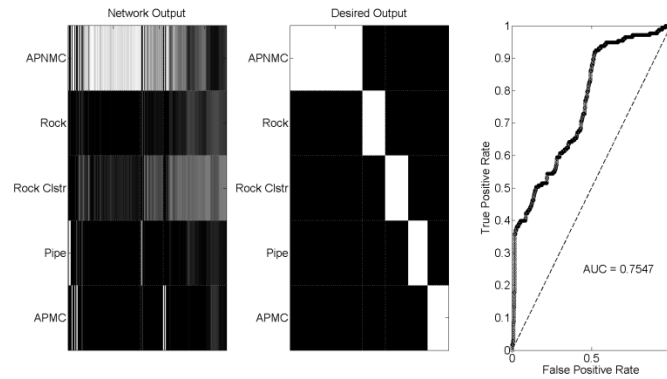 Network Output
APNMC
Rock
Rock Clstr
Pipe
APMC
Desired Output
APNMC
Rock
Rock Clstr
Pipe
APMC
True Positive Rate
1
0.9
0.8
0.7
0.6
0.5
0.4
0.3
0.2
0.1
0
AUC = 0.7547
0
0.5
False Positive Rate